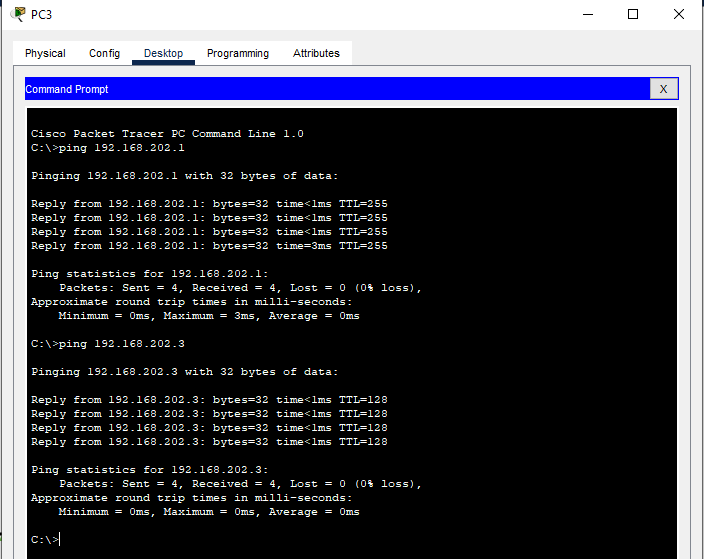 PC3
Physical Config Desktop Programming Attributes
Command Prompt X
Cisco Packet Tracer PC Command Line 1.0
C:\>ping 192.168.202.1
Pinging 192.168.202.1 with 32 bytes of data:
Reply from 192.168.202.1: bytes=32 time<1ms TTL=255
Reply from 192.168.202.1: bytes=32 time<1ms TTL=255
Reply from 192.168.202.1: bytes=32 time<1ms TTL=255
Reply from 192.168.202.1: bytes=32 time=3ms TTL=255
Ping statistics for 192.168.202.1:
Packets: Sent = 4, Received = 4, Lost = 0 (0% loss),
Approximate round trip times in milli-seconds:
Minimum = 0ms, Maximum = 3ms, Average = 0ms
C:\>ping 192.168.202.3
Pinging 192.168.202.3 with 32 bytes of data:
Reply from 192.168.202.3: bytes=32 time<1ms TTL=128
Reply from 192.168.202.3: bytes=32 time<1ms TTL=128
Reply from 192.168.202.3: bytes=32 time<1ms TTL=128
Reply from 192.168.202.3: bytes=32 time<1ms TTL=128
Ping statistics for 192.168.202.3:
Packets: Sent = 4, Received = 4, Lost = 0 (0% loss),
Approximate round trip times in milli-seconds:
Minimum = 0ms, Maximum = 0ms, Average = 0ms
C:\>